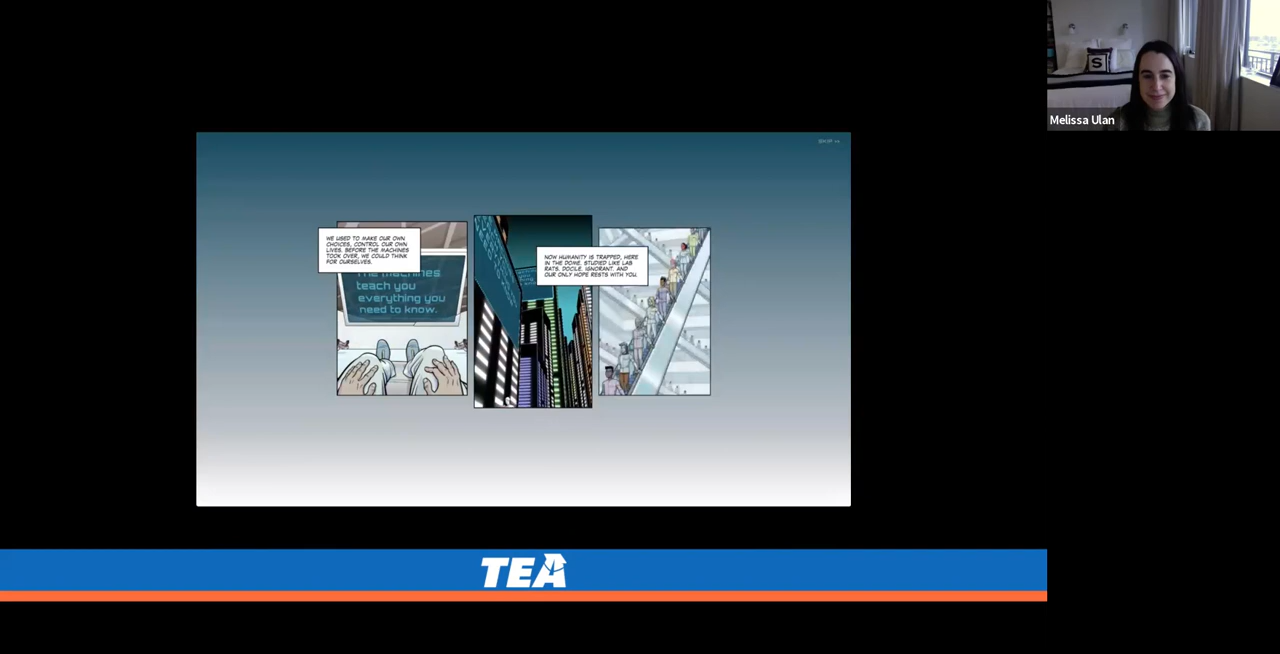 Melissa Ulan
WE USED TO MAKE OUR OWN
CHOICES, CONTROL OUR OWN
LIVES. BEFORE THE MACHINES
TOOK OVER, WE COULD THINK
FOR OURSELVES.
The machines
teach you
everything you
need to know.
NOW HUMANITY IS TRAPPED, HERE
IN THE DOME. STUDIED LIKE LAB
RATS. DOCILE. IGNORANT. AND
OUR ONLY HOPE RESTS WITH YOU.
S
TEA